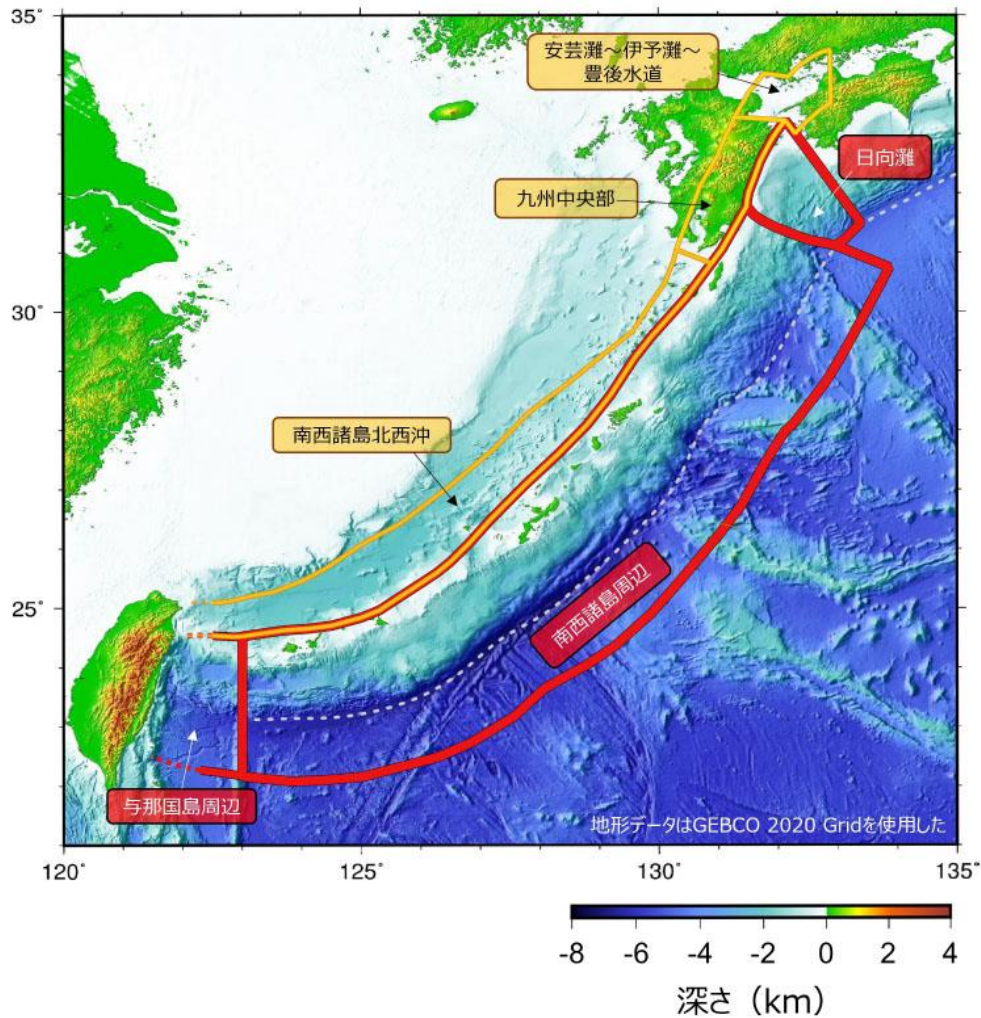 35°
安芸灘～伊予灘～
豊後水道
日向灘
九州中央部
30°
南西諸島北西沖
25°
南西諸島周辺
与那国島周辺
地形データはGEBCO 2020 Gridを使用した
120° 125° 130° 135°
-8 -6 -4 -2 0 2 4
深さ（km）